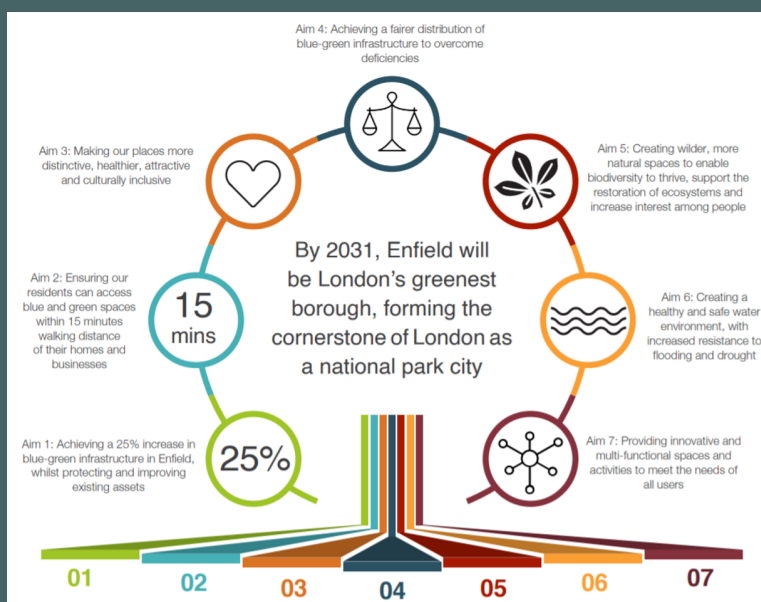 Aim 4: Achieving a fairer distribution of
blue-green infrastructure to overcome
deficiencies
Aim 3: Making our places more
distinctive, healthier, attractive
and culturally inclusive
Aim 5: Creating wilder, more
natural spaces to enable
biodiversity to thrive, support the
restoration of ecosystems and
increase interest among people
By 2031, Enfield will
be London's greenest
borough, forming the
cornerstone of London as
a national park city
Aim 2: Ensuring our
residents can access
blue and green spaces
within 15 minutes
walking distance
of their homes and
businesses
15
mins
Aim 6: Creating a
healthy and safe water
environment, with
increased resistance to
flooding and drought
Aim 1: Achieving a 25% increase in
blue-green infrastructure in Enfield,
whilst protecting and improving
existing assets
25%
Aim 7: Providing innovative and
multi-functional spaces and
activities to meet the needs of
all users
01
02
03
04
05
06
07